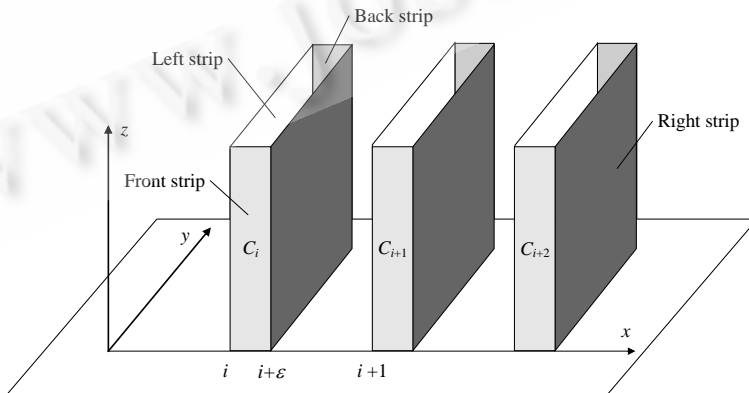 Back strip
Left strip
z
Right strip
Front strip
y
C_i
C_{i+1}
C_{i+2}
x
i
i+ε
i+1